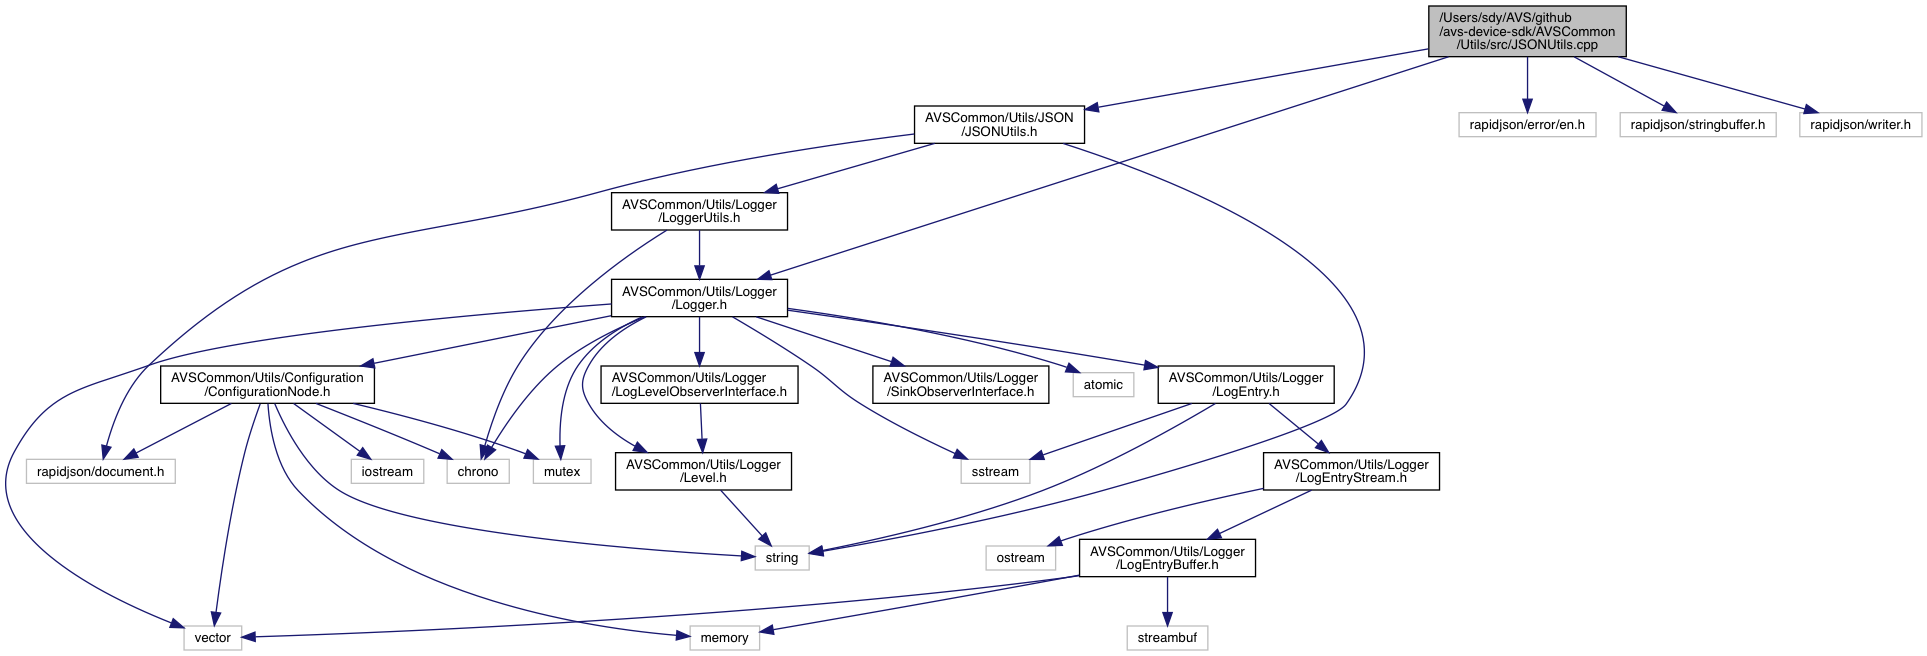 /Users/sdy/AVS/github
/avs-device-sdk/AVSCommon
/Utils/src/JSONUtils.cpp
AVSCommon/Utils/JSON
/JSONUtils.h
rapidjson/error/en.h
rapidjson/stringbuffer.h
rapidjson/writer.h
AVSCommon/Utils/Logger
/LoggerUtils.h
AVSCommon/Utils/Logger
/Logger.h
AVSCommon/Utils/Configuration
/ConfigurationNode.h
AVSCommon/Utils/Logger
/LogLevelObserverInterface.h
AVSCommon/Utils/Logger
/SinkObserverInterface.h
atomic
AVSCommon/Utils/Logger
/LogEntry.h
rapidjson/document.h
iostream
chrono
mutex
AVSCommon/Utils/Logger
/Level.h
sstream
AVSCommon/Utils/Logger
/LogEntryStream.h
string
ostream
AVSCommon/Utils/Logger
/LogEntryBuffer.h
vector
memory
streambuf